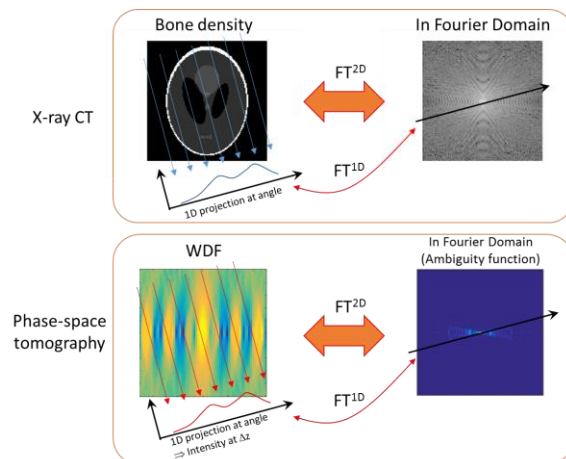 Bone density
In Fourier Domain
X-ray CT
FT2D
FT1D
1D projection at angle
WDF
In Fourier Domain
(Ambiguity function)
Phase-space
tomography
FT2D
FT1D
1D projection at angle
⇒ Intensity at Δz